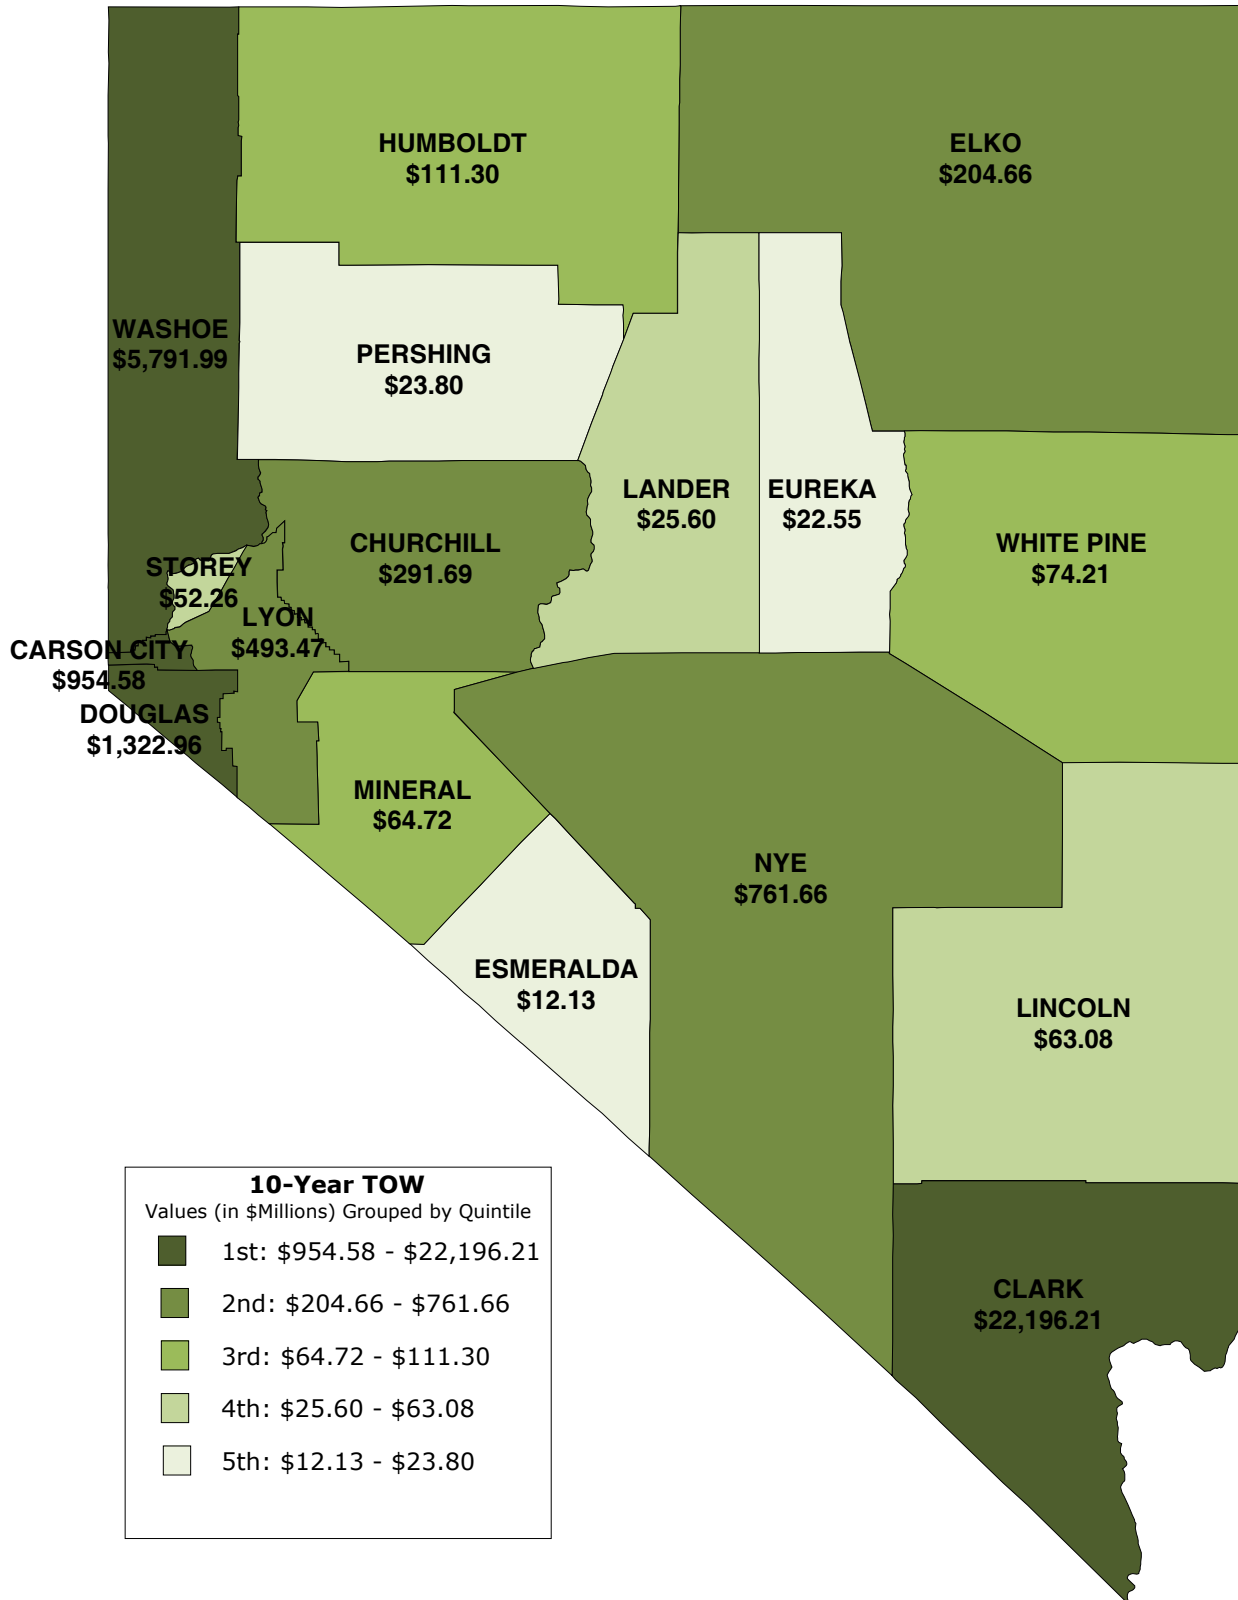 HUMBOLDT
$111.30
ELKO
$204.66
WASHOE
$5,791.99
PERSHING
$23.80
LANDER
$25.60
EUREKA
$22.55
CHURCHILL
$291.69
WHITE PINE
$74.21
STOREY
$52.26
LYON
$493.47
CARSON CITY
$954.58
DOUGLAS
$1,322.96
MINERAL
$64.72
NYE
$761.66
ESMERALDA
$12.13
LINCOLN
$63.08
CLARK
$22,196.21
10-Year TOW
Values (in $Millions) Grouped by Quintile
1st: $954.58 - $22,196.21
2nd: $204.66 - $761.66
3rd: $64.72 - $111.30
4th: $25.60 - $63.08
5th: $12.13 - $23.80